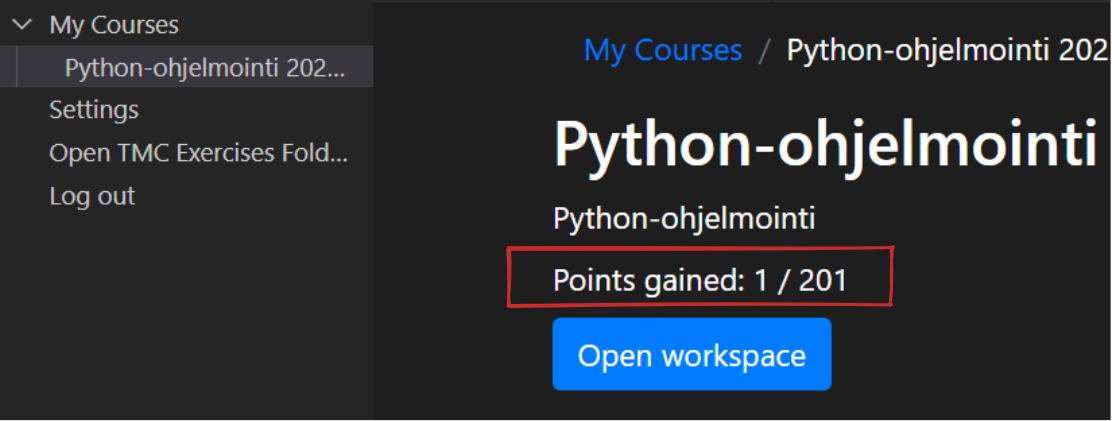 My Courses
Python-ohjelmointi 202...
Settings
Open TMC Exercises Fold...
Log out
My Courses / Python-ohjelmointi 202
Python-ohjelmointi
Python-ohjelmointi
Points gained: 1 / 201
Open workspace